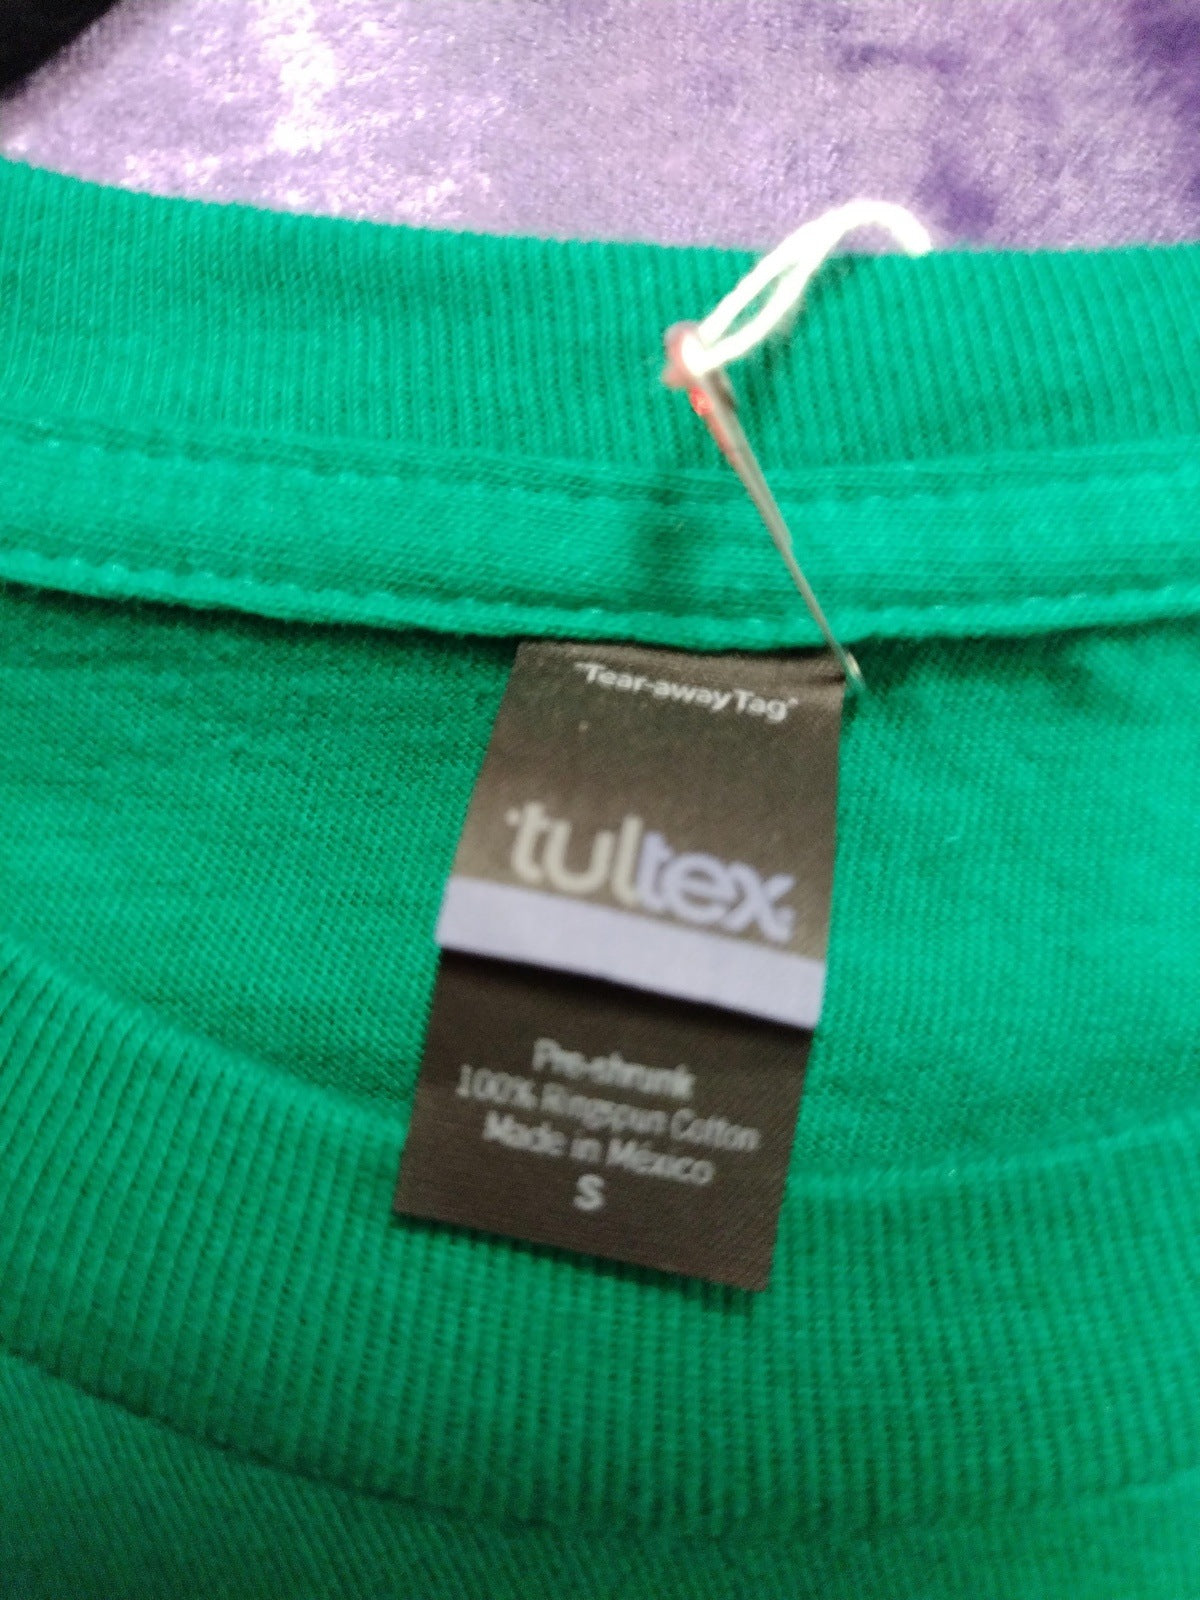 "Tear-away Tag"
tultex
Pre-shrunk
100% Ringspun Cotton
Made in México
S